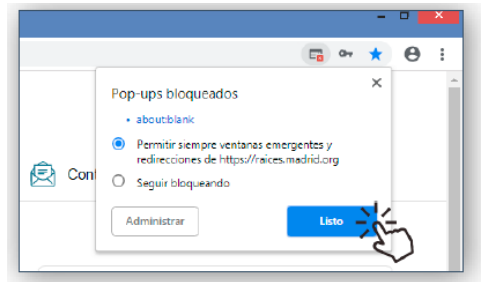 Pop-ups bloqueados
about:blank
Permitir siempre ventanas emergentes y
redirecciones de https://raices.madrid.org
Seguir bloqueando
Cont
Administrar
Listo